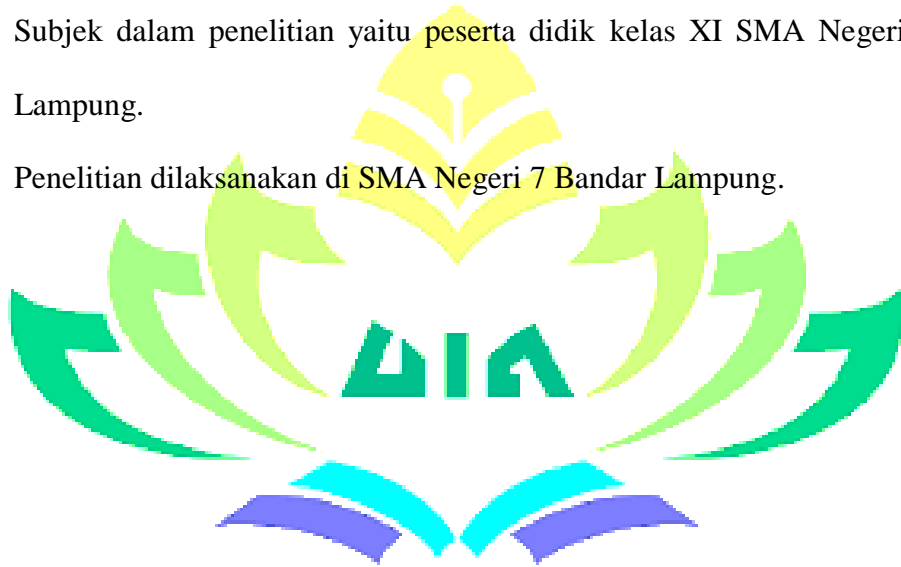 Subjek dalam penelitian yaitu peserta didik kelas XI SMA Negeri
Lampung.
Penelitian dilaksanakan di SMA Negeri 7 Bandar Lampung.
UIN